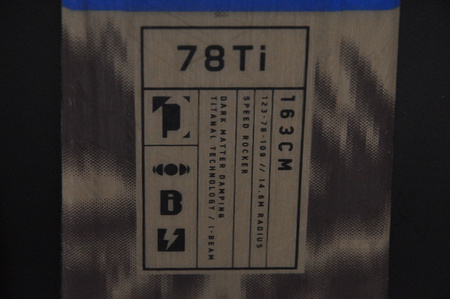 78Ti
163CM
123-78-109 // 14.6M RADIUS
SPEED ROCKER
DARK MATTER DAMPING
TITANAL TECHNOLOGY / I-BEAM
P
B